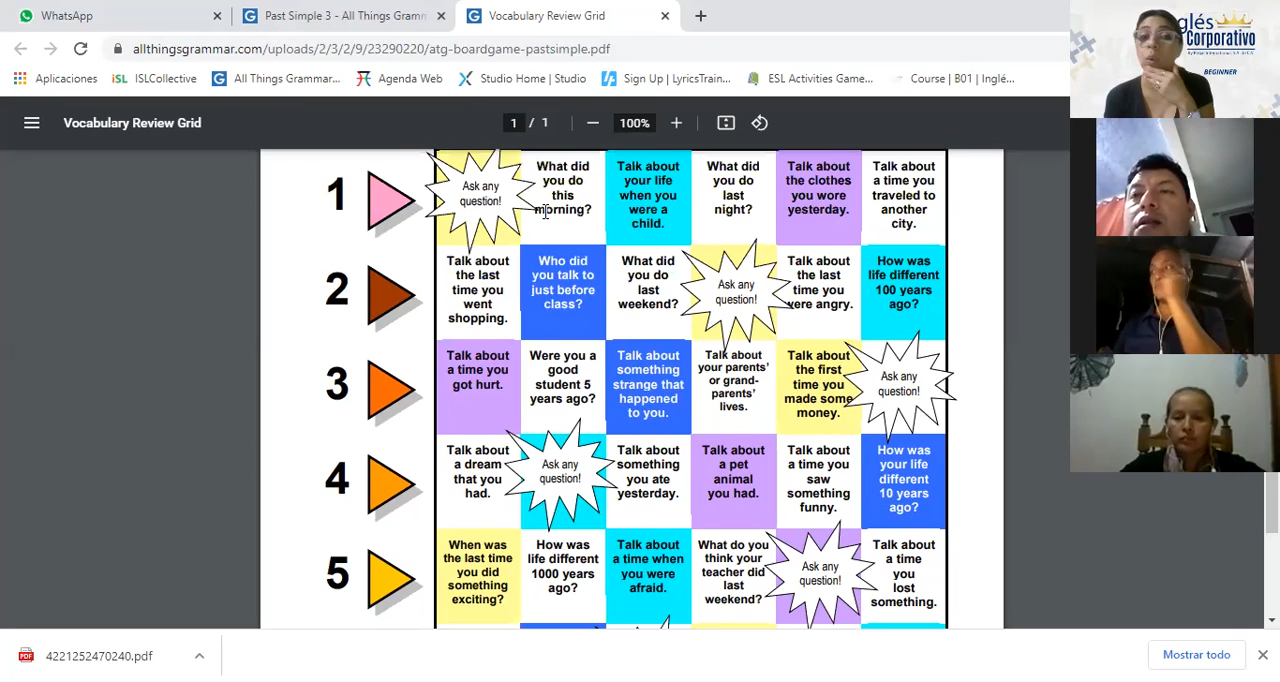 WhatsApp
Past Simple 3 - All Things Gramm
Vocabulary Review Grid
allthingsgrammar.com/uploads/2/3/2/9/23290220/atg-boardgame-pastsimple.pdf
Aplicaciones
iSL ISLCollective
All Things Grammar...
Agenda Web
Studio Home | Studio
Sign Up | LyricsTrain...
ESL Activities Game...
Course | B01 | Inglé...
Vocabulary Review Grid
1 / 1
100%
glés
Corporativo
BEGINNER
1
Ask any
question!
What did
you do
this
morning?
Talk about
your life
when you
were a
child.
What did
you do
last
night?
Talk about
the clothes
you wore
yesterday.
Talk about
a time you
traveled to
another
city.
2
Talk about
the last
time you
went
shopping.
Who did
you talk to
just before
class?
What did
you do
last
weekend?
Ask any
question!
Talk about
the last
time you
were angry.
How was
life different
100 years
ago?
3
Talk about
a time you
got hurt.
Were you a
good
student 5
years ago?
Talk about
something
strange that
happened
to you.
Talk about
your parents'
or grand-
parents'
lives.
Talk about
the first
time you
made some
money.
Ask any
question!
4
Talk about
a dream
that you
had.
Ask any
question!
Talk about
something
you ate
yesterday.
Talk about
a pet
animal
you had.
Talk about
a time you
saw
something
funny.
How was
your life
different
10 years
ago?
5
When was
the last time
you did
something
exciting?
How was
life different
1000 years
ago?
Talk about
a time when
you were
afraid.
What do you
think your
teacher did
last
weekend?
Ask any
question!
Talk about
a time
you
lost
something.
4221252470240.pdf
Mostrar todo